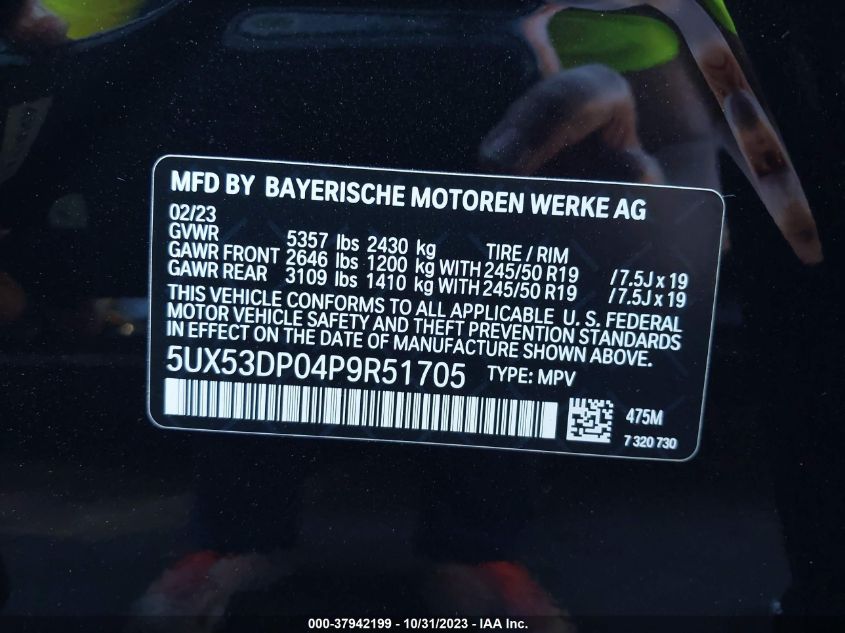 MFD BY BAYERISCHE MOTOREN WERKE AG
02/23
GVWR 5357 lbs 2430 kg TIRE / RIM
GAWR FRONT 2646 lbs 1200 kg WITH 245/50 R19 /7.5J x 19
GAWR REAR 3109 lbs 1410 kg WITH 245/50 R19 /7.5J x 19
THIS VEHICLE CONFORMS TO ALL APPLICABLE U. S. FEDERAL
MOTOR VEHICLE SAFETY AND THEFT PREVENTION STANDARDS
IN EFFECT ON THE DATE OF MANUFACTURE SHOWN ABOVE.
5UX53DP04P9R51705 TYPE: MPV
475M
7 320 730
000-37942199 - 10/31/2023 - IAA Inc.